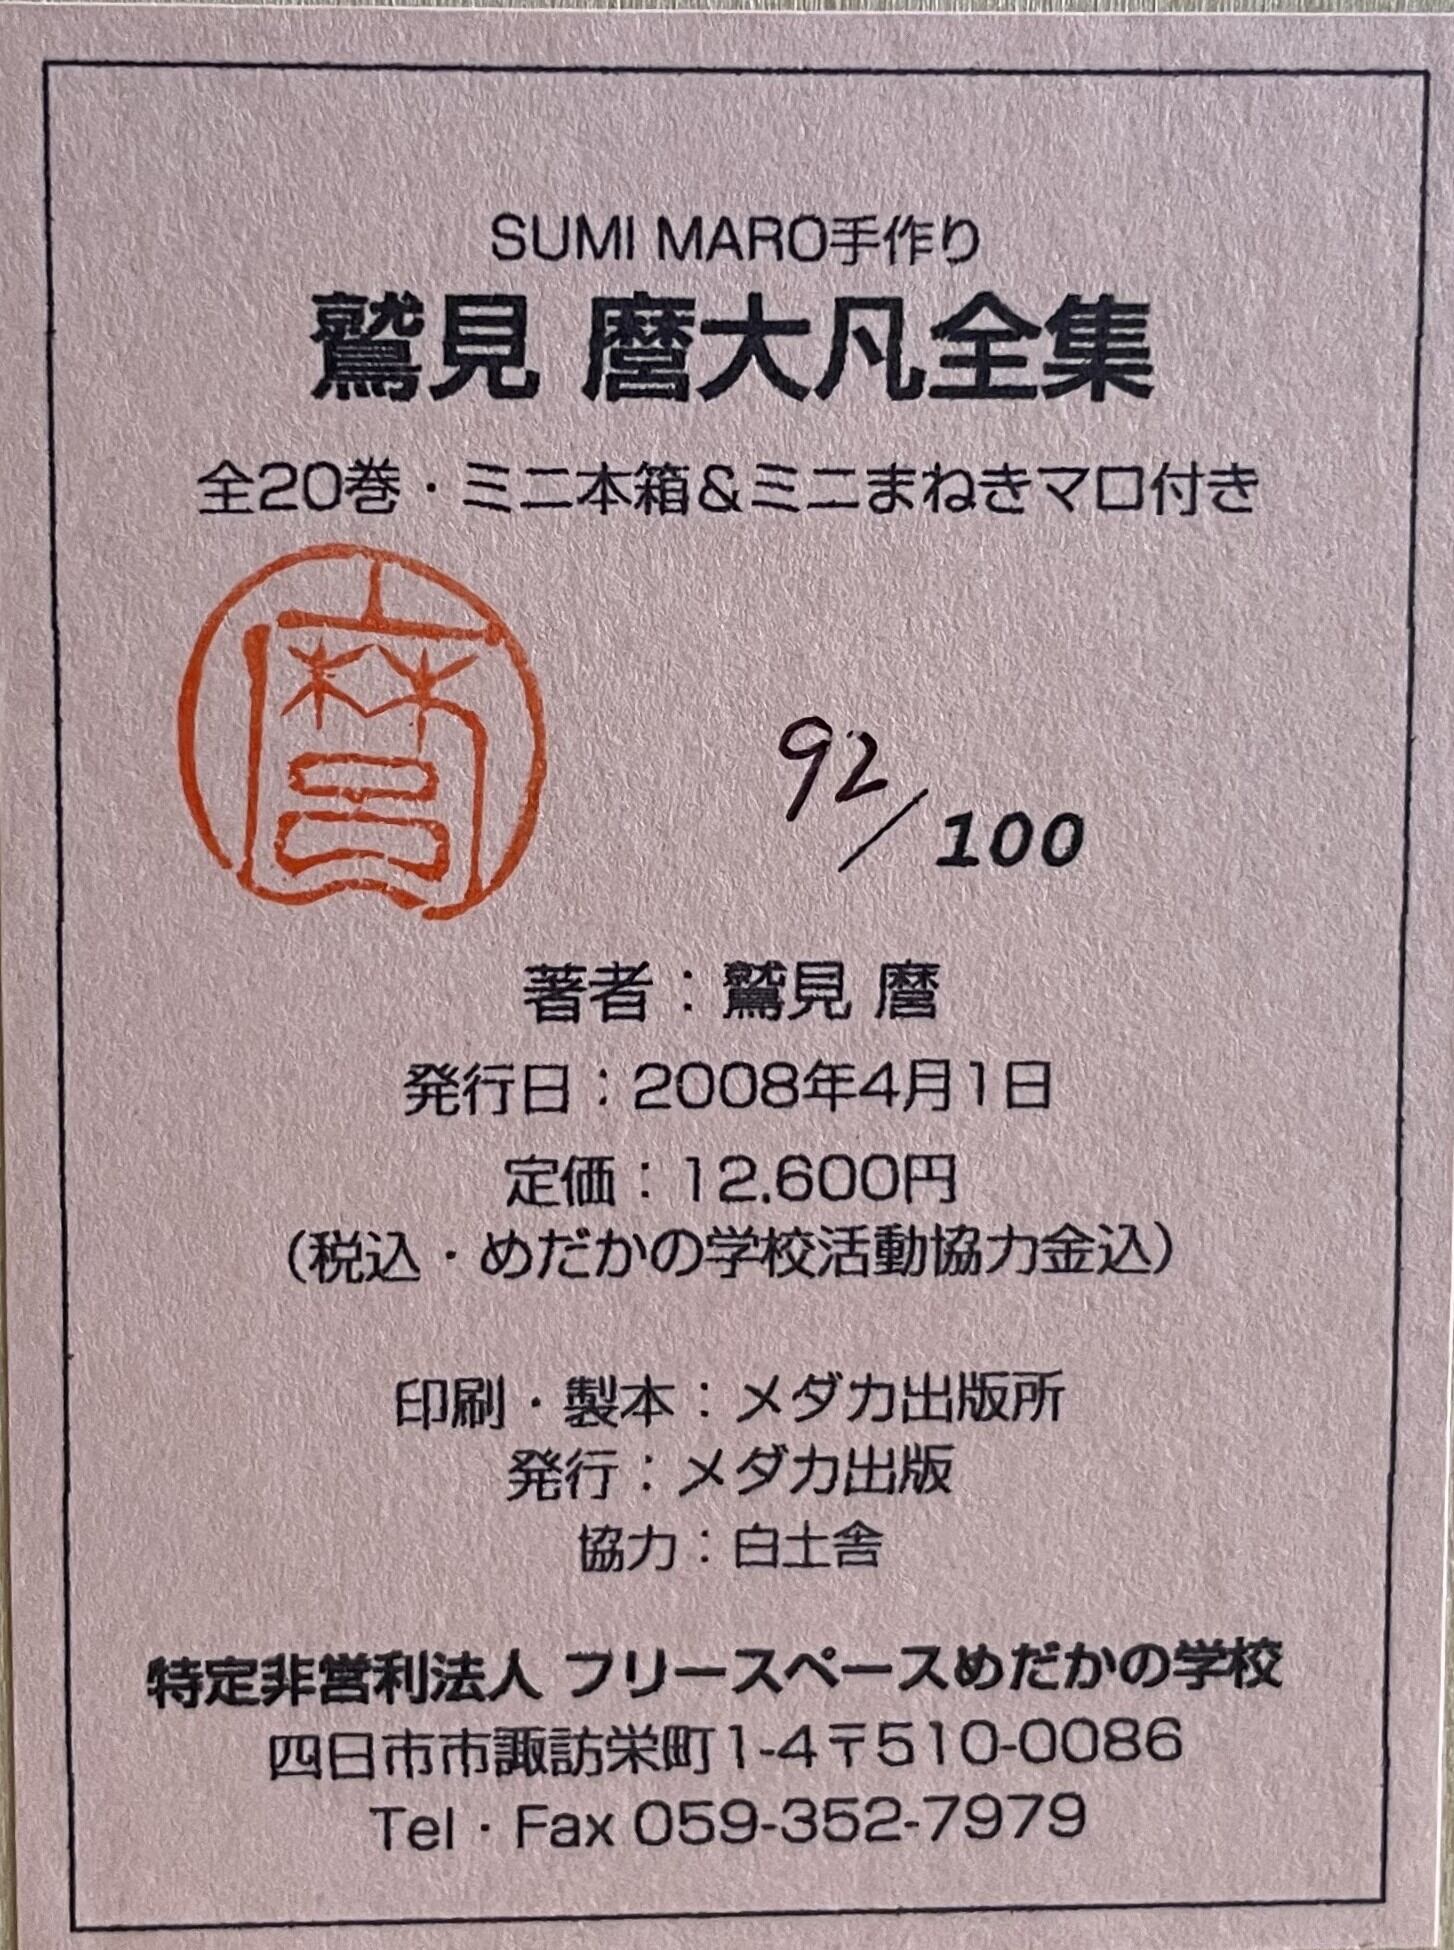 SUMI MARO手作り
鷲見 麿大凡全集
全20巻・ミニ本箱&ミニまねきマロ付き
麿
92/100
著者：鷲見 麿
発行日：2008年4月1日
定価：12,600円
（税込・めだかの学校活動協力金込）
印刷・製本：メダカ出版所
発行：メダカ出版
協力：白土舎
特定非営利法人 フリースペースめだかの学校
四日市市諏訪栄町1-4〒510-0086
Tel・Fax 059-352-7979